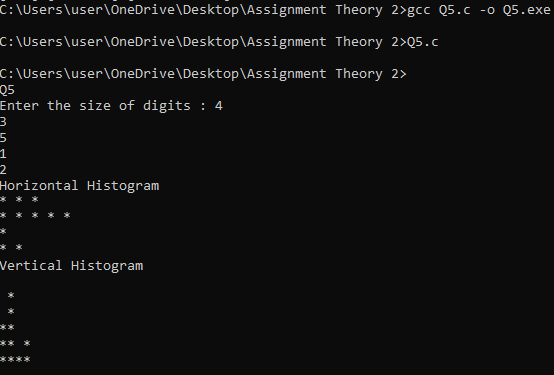 C:\Users\user\OneDrive\Desktop\Assignment Theory 2>gcc Q5.c -o Q5.exe
C:\Users\user\OneDrive\Desktop\Assignment Theory 2>Q5.c
C:\Users\user\OneDrive\Desktop\Assignment Theory 2>
Q5
Enter the size of digits : 4
3
5
1
2
Horizontal Histogram
* * *
* * * * *
*
* *
Vertical Histogram
 *
 *
**
** *
****